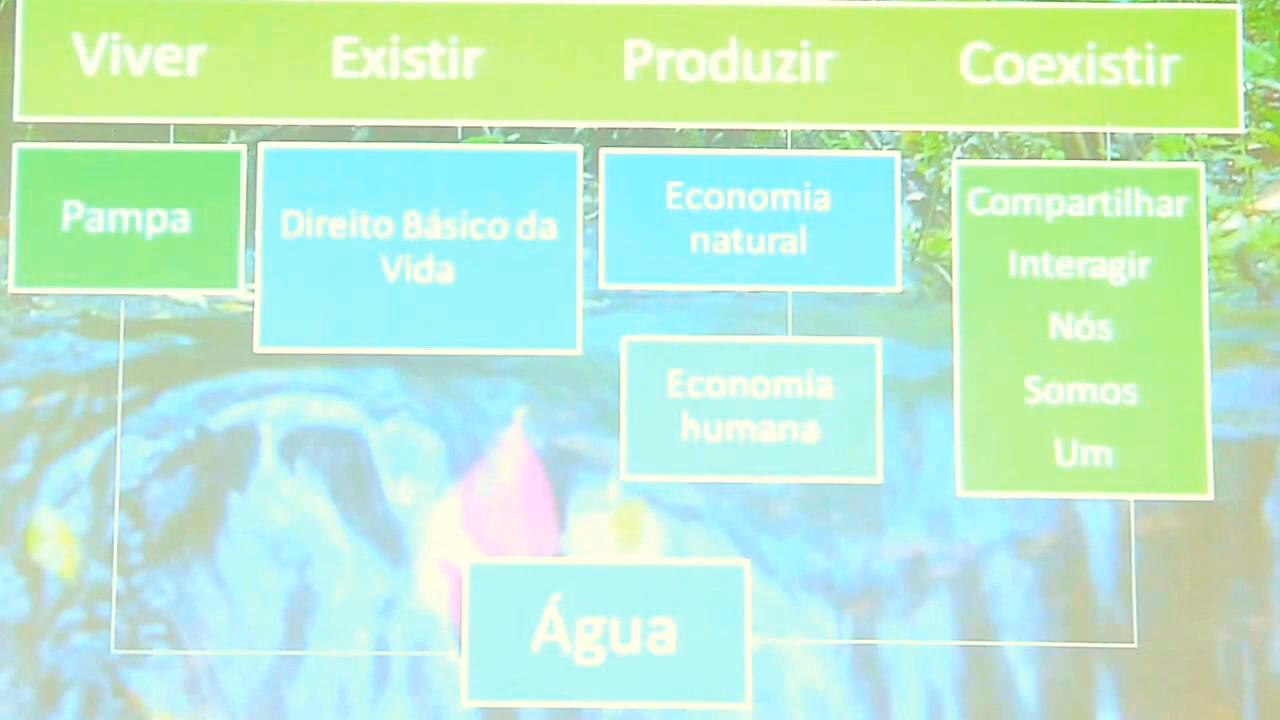 Viver Existir Produzir Coexistir
Pampa
Direito Básico da
Vida
Economia
natural
Economia
humana
Compartilhar
Interagir
Nós
Somos
Um
Água